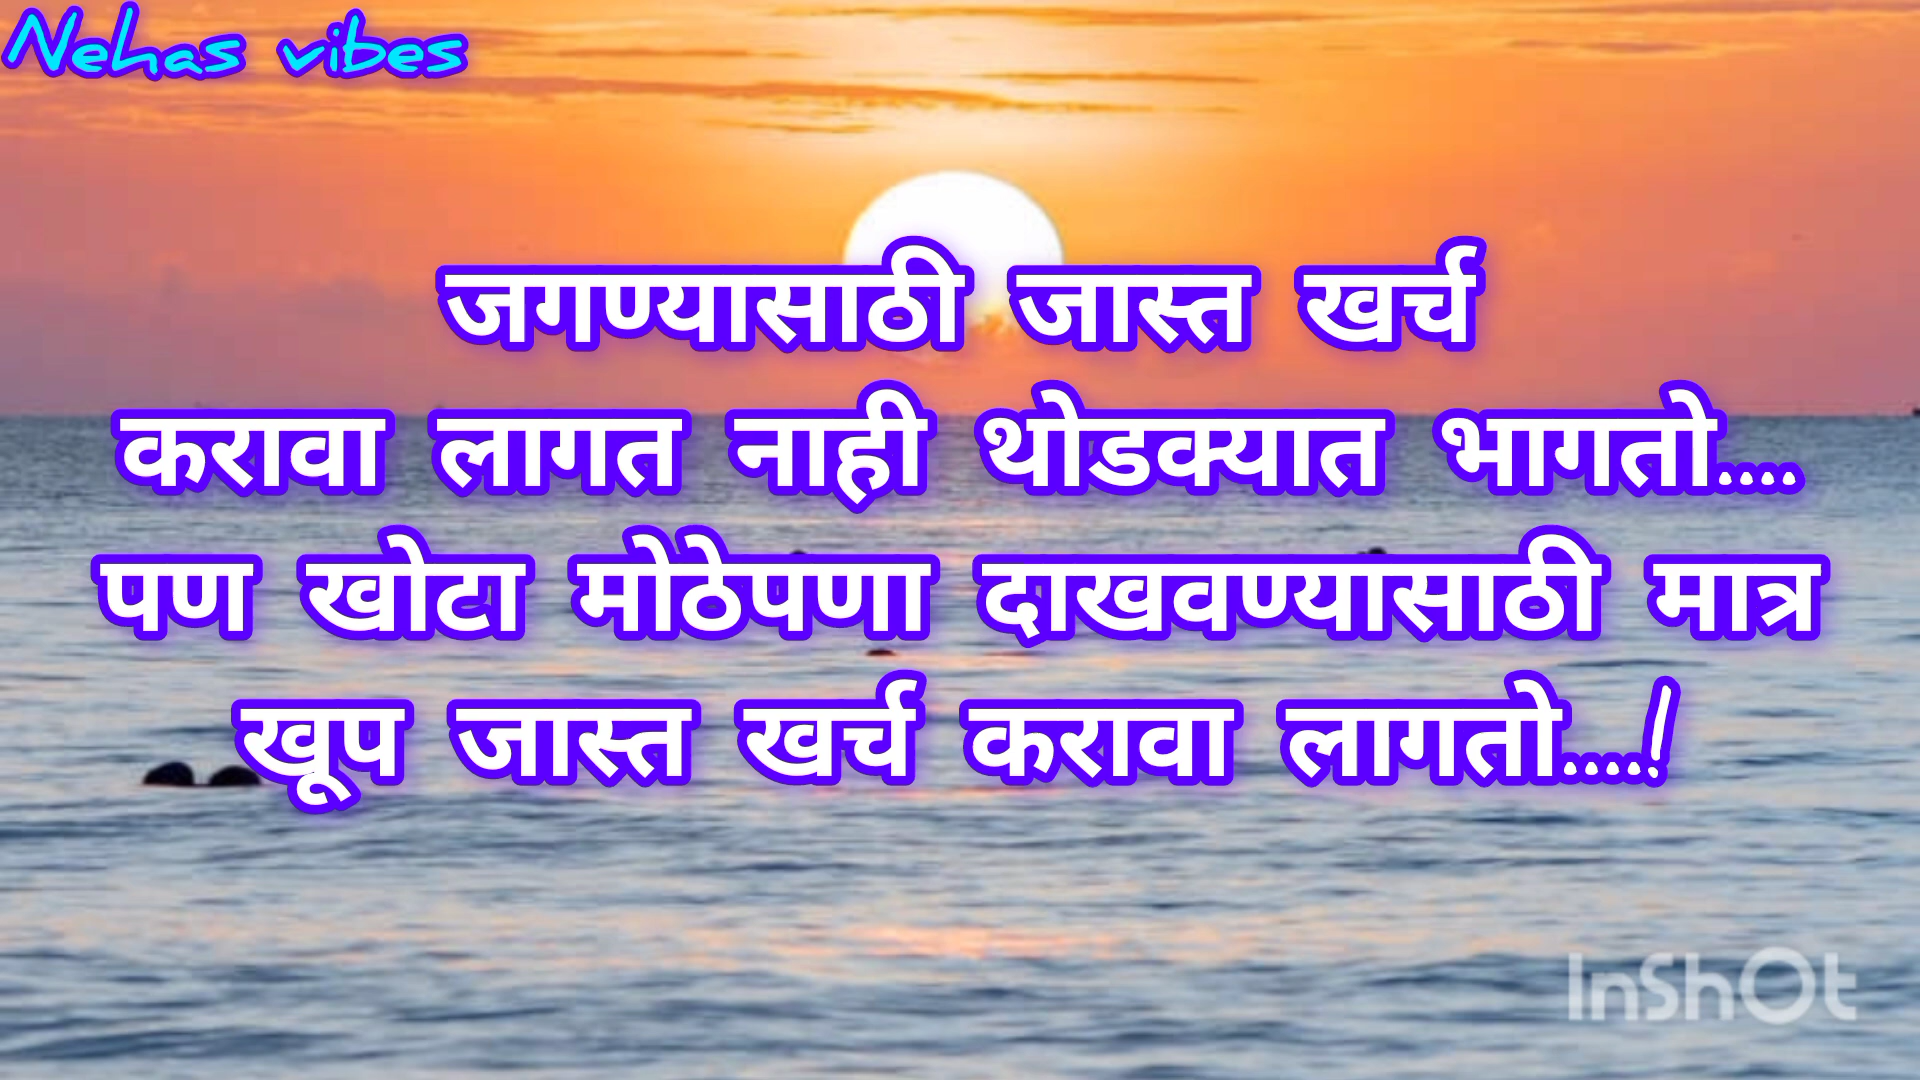 Nehas vibes
जगण्यासाठी जास्त खर्च
करावा लागत नाही थोडक्यात भागतो....
पण खोटा मोठेपणा दाखवण्यासाठी मात्र
खूप जास्त खर्च करावा लागतो....!
InShOt